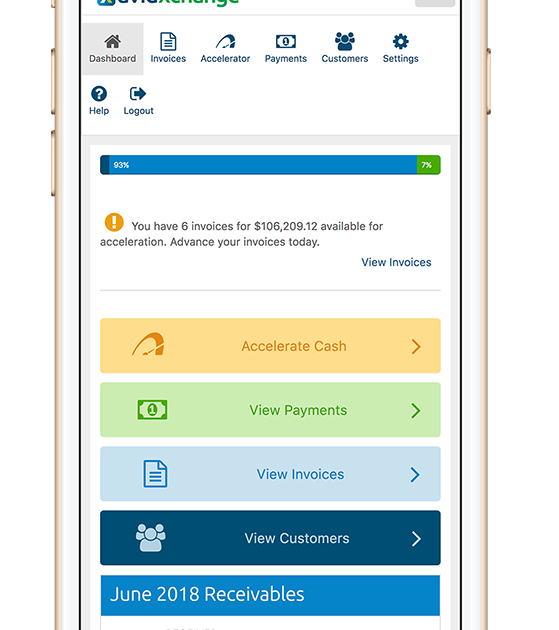 avidxchange
Dashboard Invoices Accelerator Payments Customers Settings
Help Logout
93% 7%
You have 6 invoices for $106,209.12 available for
acceleration. Advance your invoices today.
View Invoices
Accelerate Cash
View Payments
View Invoices
View Customers
June 2018 Receivables